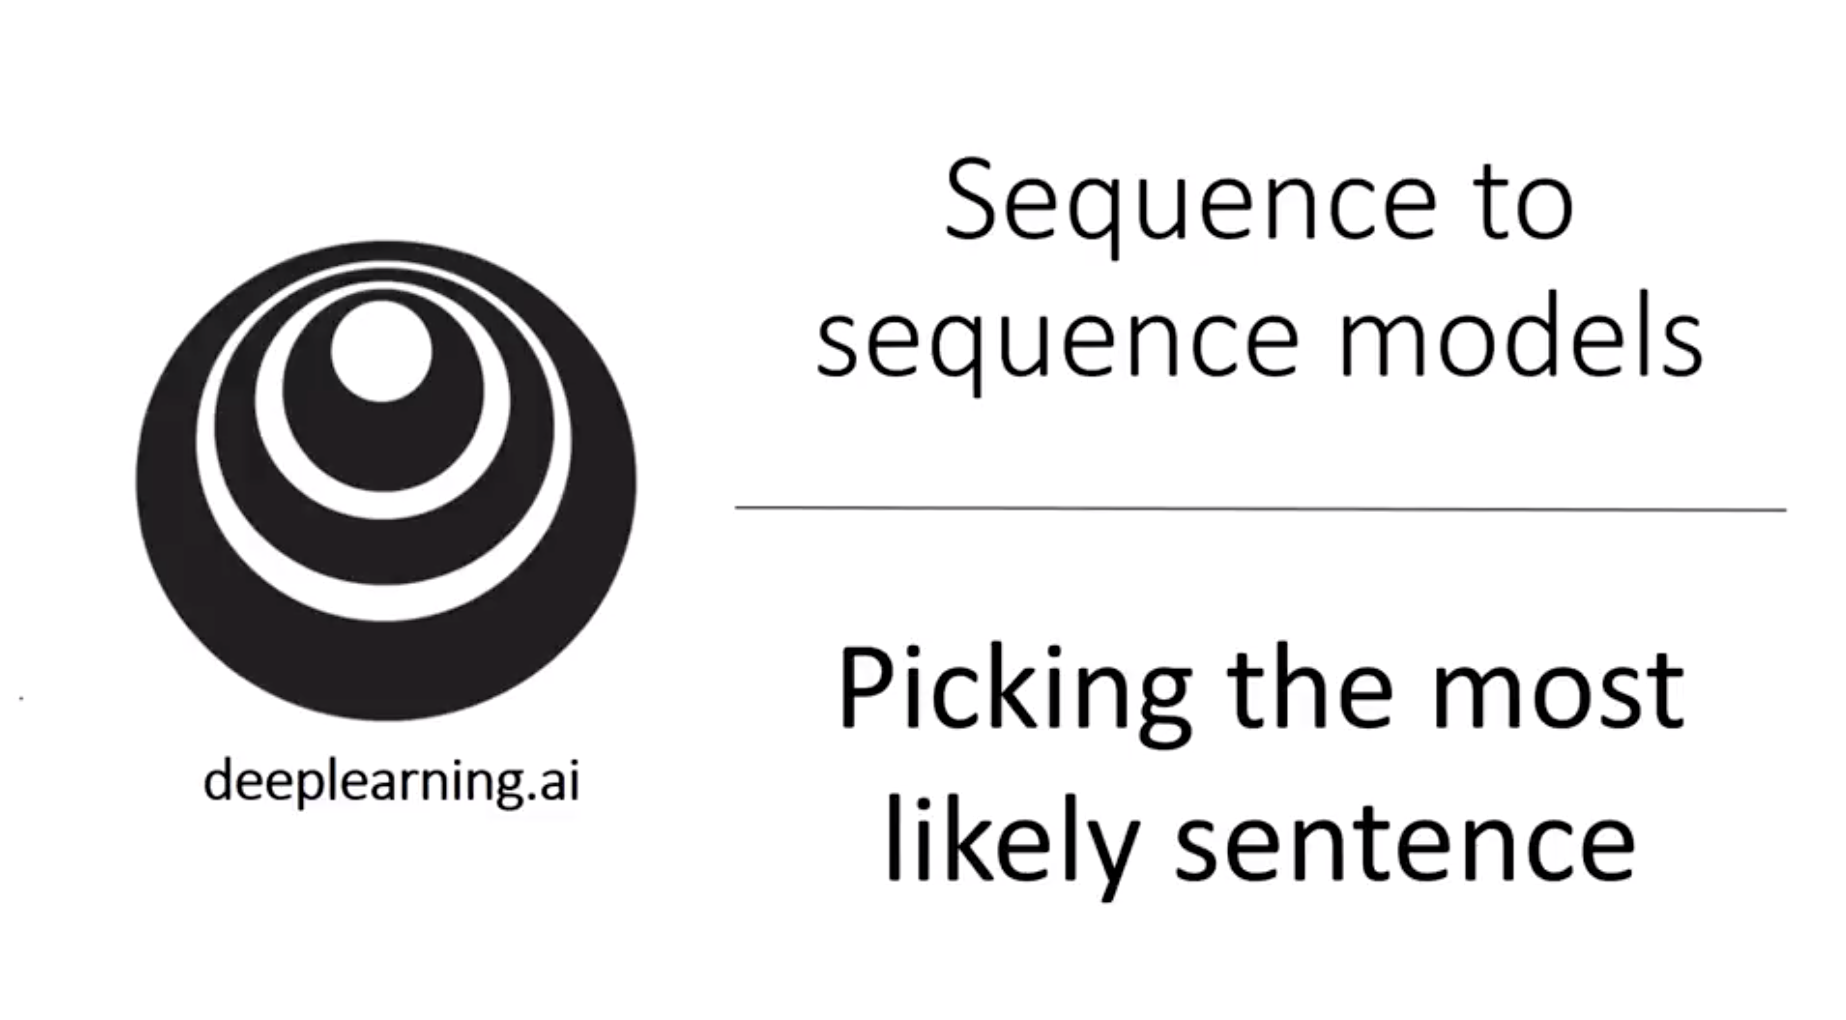 Sequence to
sequence models
Picking the most
likely sentence
deeplearning.ai